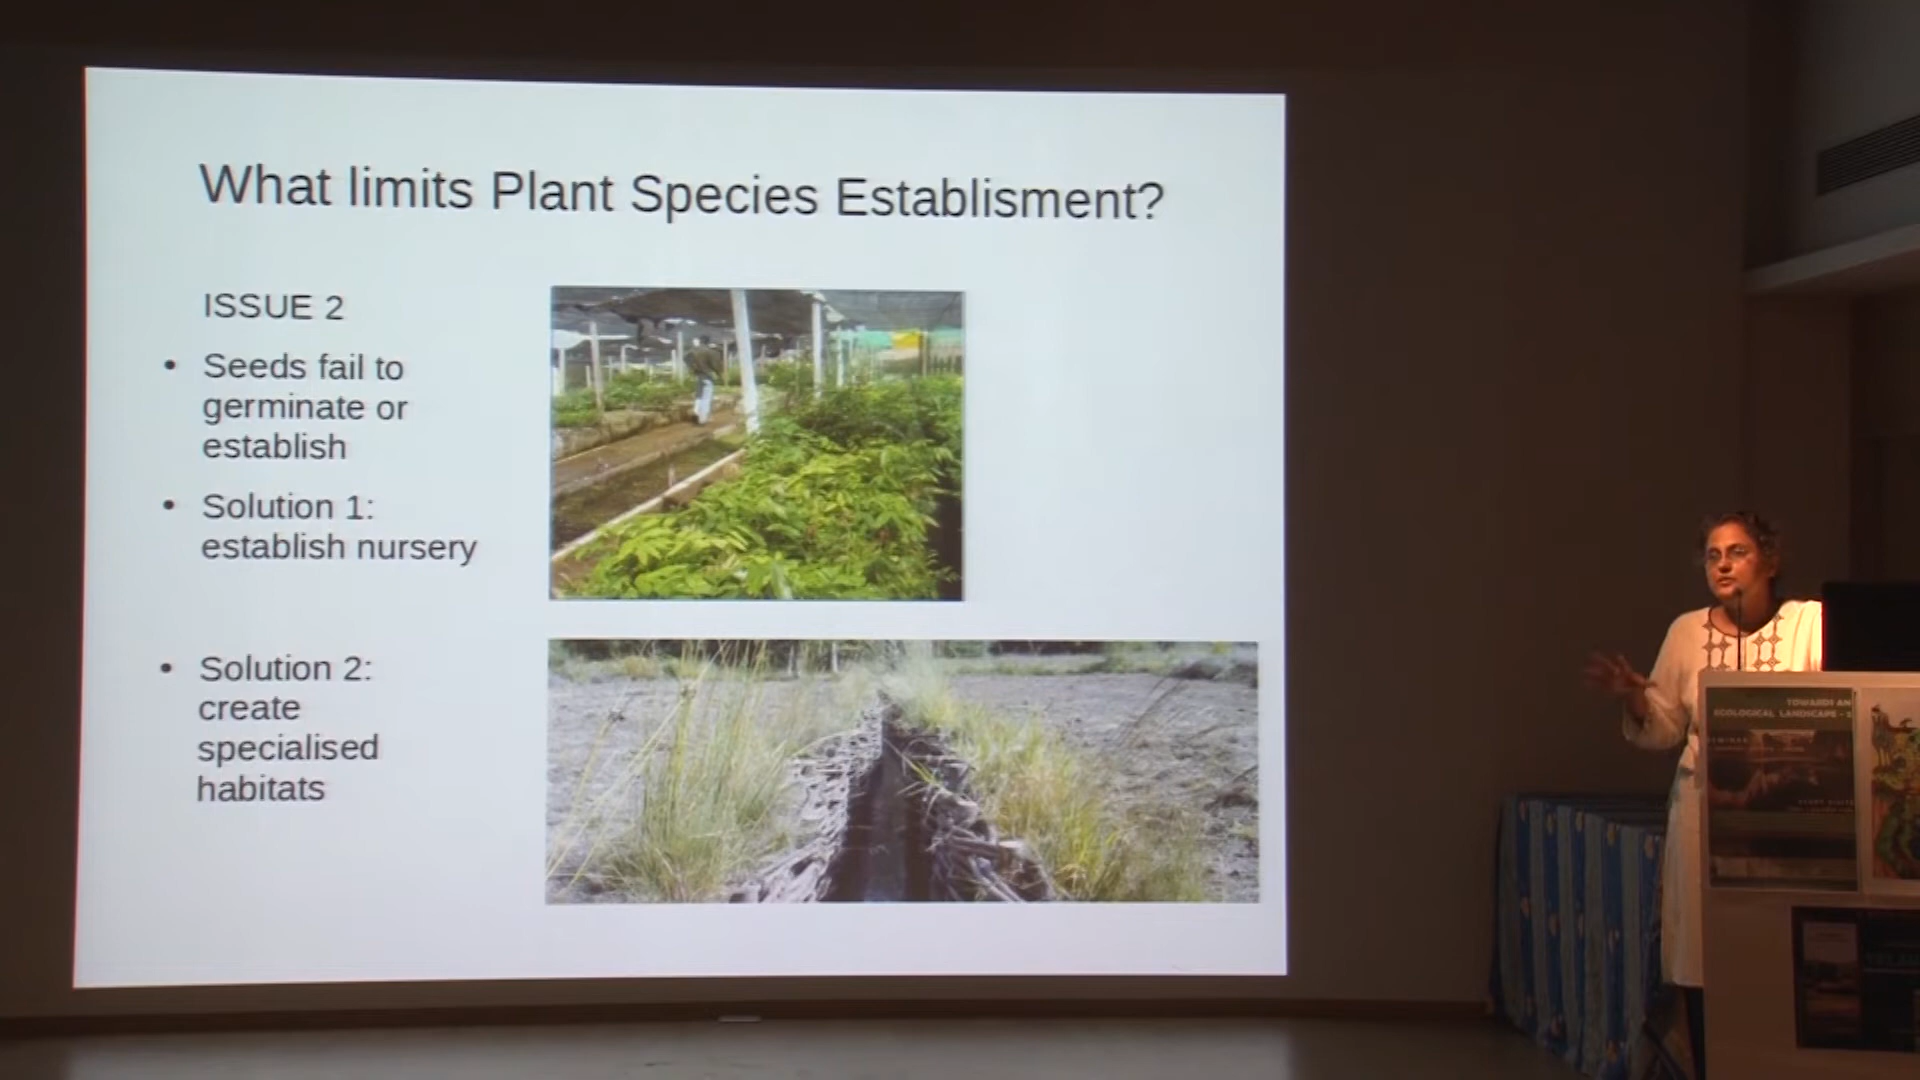 What limits Plant Species Establisment?
ISSUE 2
• Seeds fail to
germinate or
establish
• Solution 1:
establish nursery
• Solution 2:
create
specialised
habitats
TOWARDS AN
ECOLOGICAL LANDSCAPE